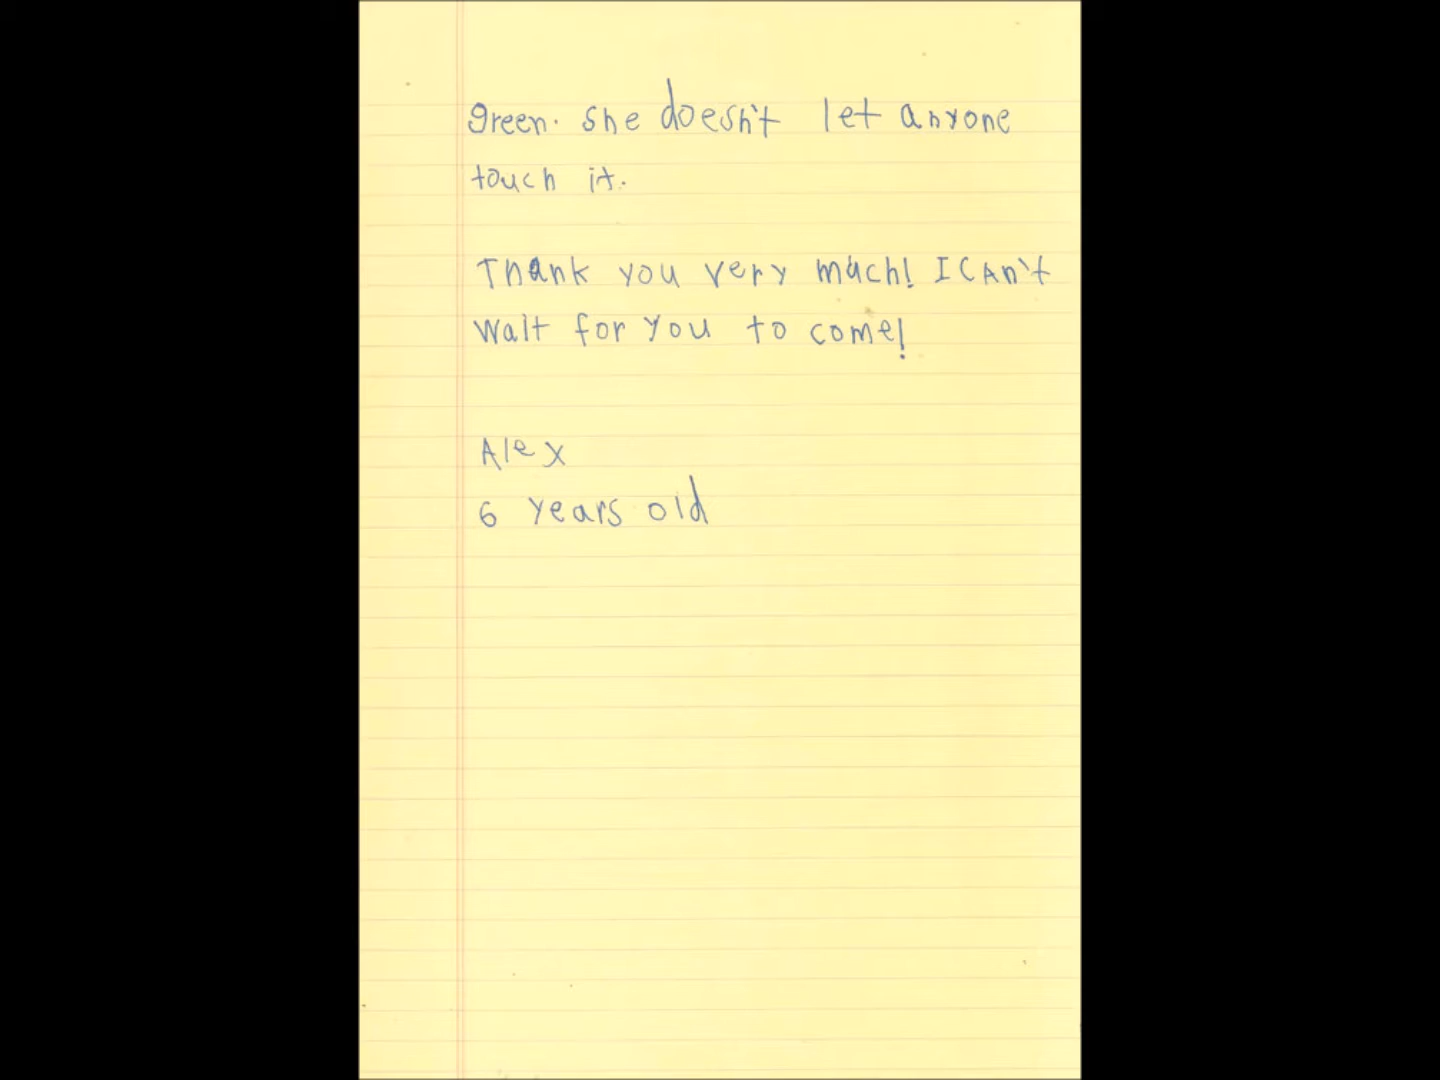 green. She doesn't let anyone
touch it.
Thank you very much! I CAn't
Wait for you to come!
Alex
6 years old